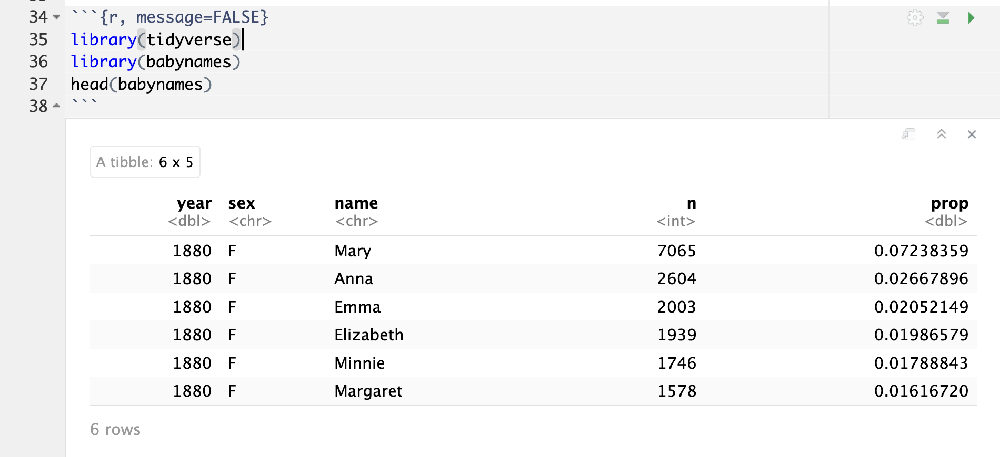 34 ```{r, message=FALSE}
35 library(tidyverse)
36 library(babynames)
37 head(babynames)
38 ```
A tibble: 6 x 5
year sex name n prop
<dbl> <chr> <chr> <int> <dbl>
1880 F Mary 7065 0.07238359
1880 F Anna 2604 0.02667896
1880 F Emma 2003 0.02052149
1880 F Elizabeth 1939 0.01986579
1880 F Minnie 1746 0.01788843
1880 F Margaret 1578 0.01616720
6 rows